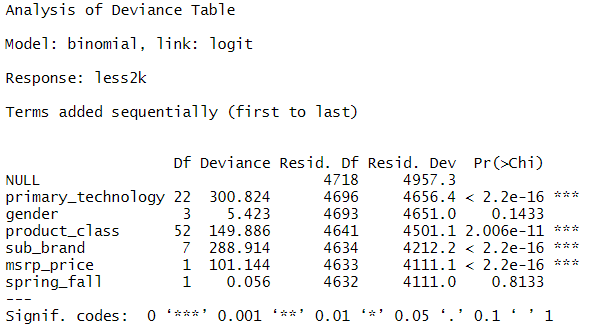 Analysis of Deviance Table
Model: binomial, link: logit
Response: less2k
Terms added sequentially (first to last)
Df Deviance Resid. Df Resid. Dev Pr(>Chi)
NULL 4718 4957.3
primary_technology 22 300.824 4696 4656.4 < 2.2e-16 ***
gender 3 5.423 4693 4651.0 0.1433
product_class 52 149.886 4641 4501.1 2.006e-11 ***
sub_brand 7 288.914 4634 4212.2 < 2.2e-16 ***
msrp_price 1 101.144 4633 4111.1 < 2.2e-16 ***
spring_fall 1 0.056 4632 4111.0 0.8133
---
Signif. codes: 0 ‘***’ 0.001 ‘**’ 0.01 ‘*’ 0.05 ‘.’ 0.1 ‘ ’ 1